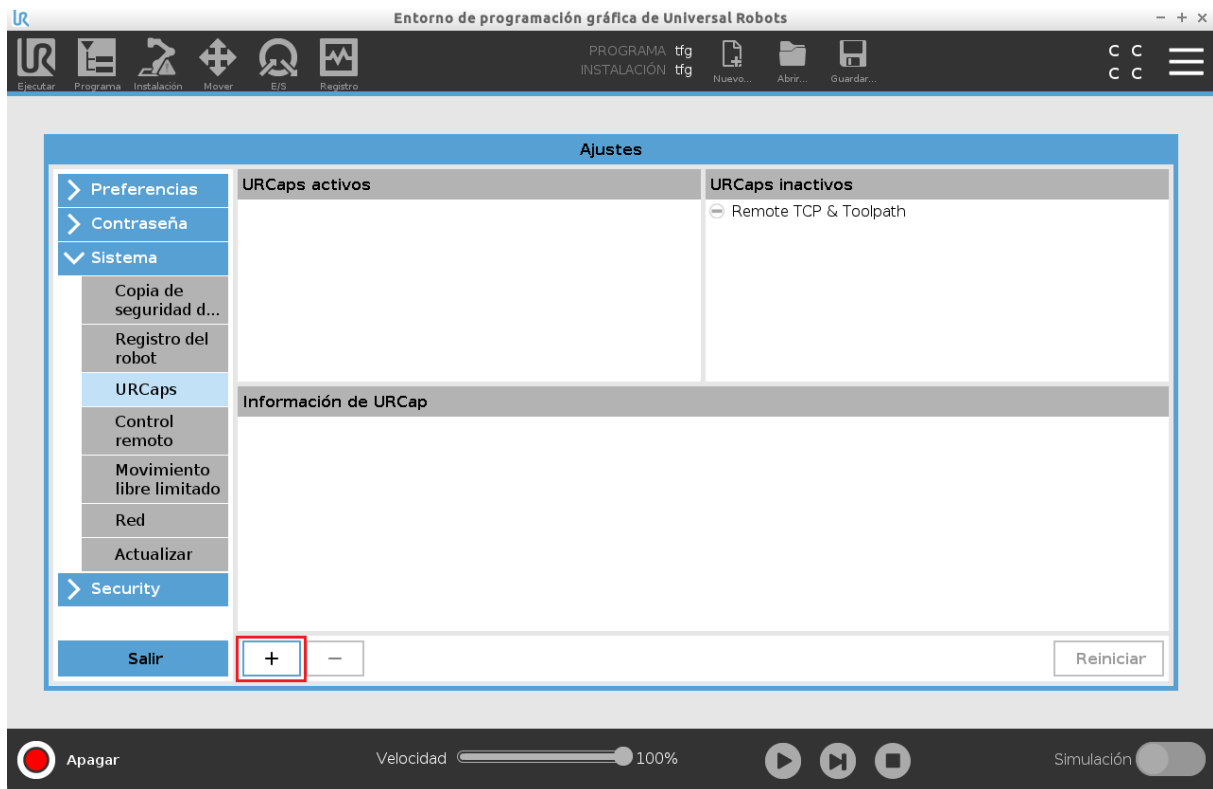 UR
Entorno de programación gráfica de Universal Robots
UR
Ejecutar
Programa
Instalación
Mover
E/S
Registro
PROGRAMA tfg
INSTALACIÓN tfg
Nuevo...
Abrir...
Guardar...
C C
C C
Ajustes
Preferencias
Contraseña
Sistema
Copia de
seguridad d...
Registro del
robot
URCaps
Control
remoto
Movimiento
libre limitado
Red
Actualizar
Security
Salir
URCaps activos
URCaps inactivos
Remote TCP & Toolpath
Información de URCap
+
−
Reiniciar
Apagar
Velocidad
100%
Simulación